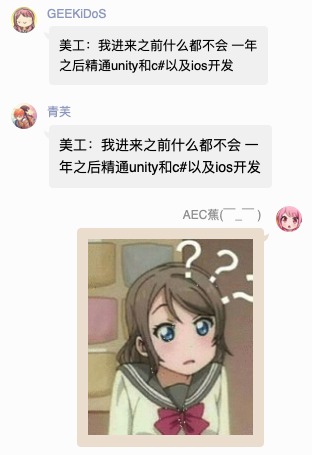 GEEKiDoS
美工：我进来之前什么都不会 一年
之后精通unity和c#以及ios开发
青芙
美工：我进来之前什么都不会 一
年之后精通unity和c#以及ios开发
AEC蕉(￣_￣)
???